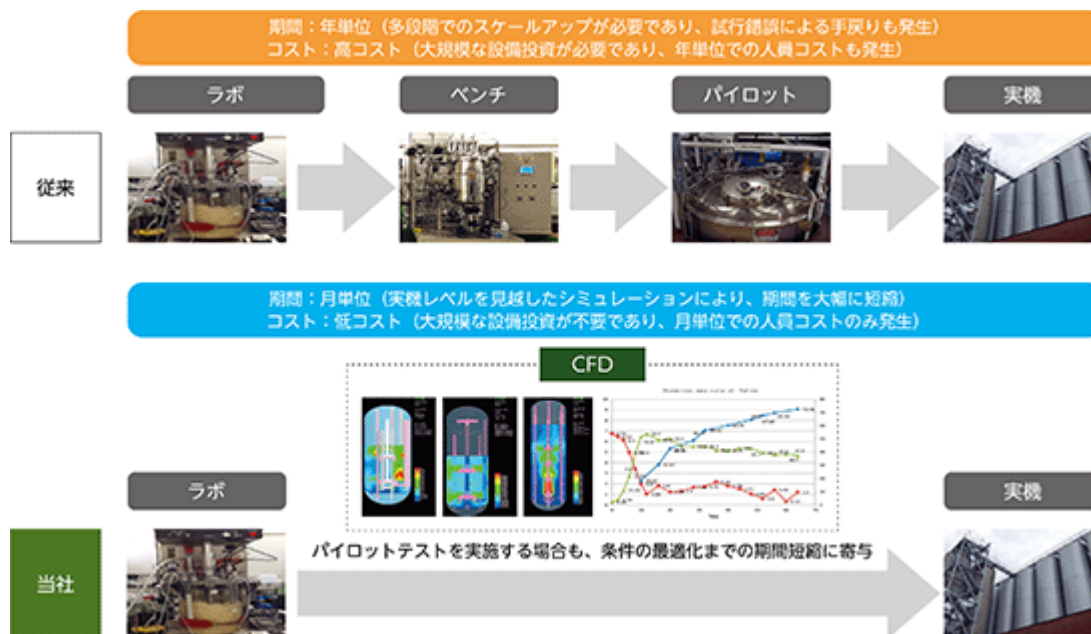 期間：年単位（多段階でのスケールアップが必要であり、試行錯誤による手戻りも発生）
コスト：高コスト（大規模な設備投資が必要であり、年単位での人員コストも発生）
ラボ
ベンチ
パイロット
実機
従来
期間：月単位（実機レベルを見越したシミュレーションにより、期間を大幅に短縮）
コスト：低コスト（大規模な設備投資が不要であり、月単位での人員コストのみ発生）
CFD
ラボ
実機
パイロットテストを実施する場合も、条件の最適化までの期間短縮に寄与
当社